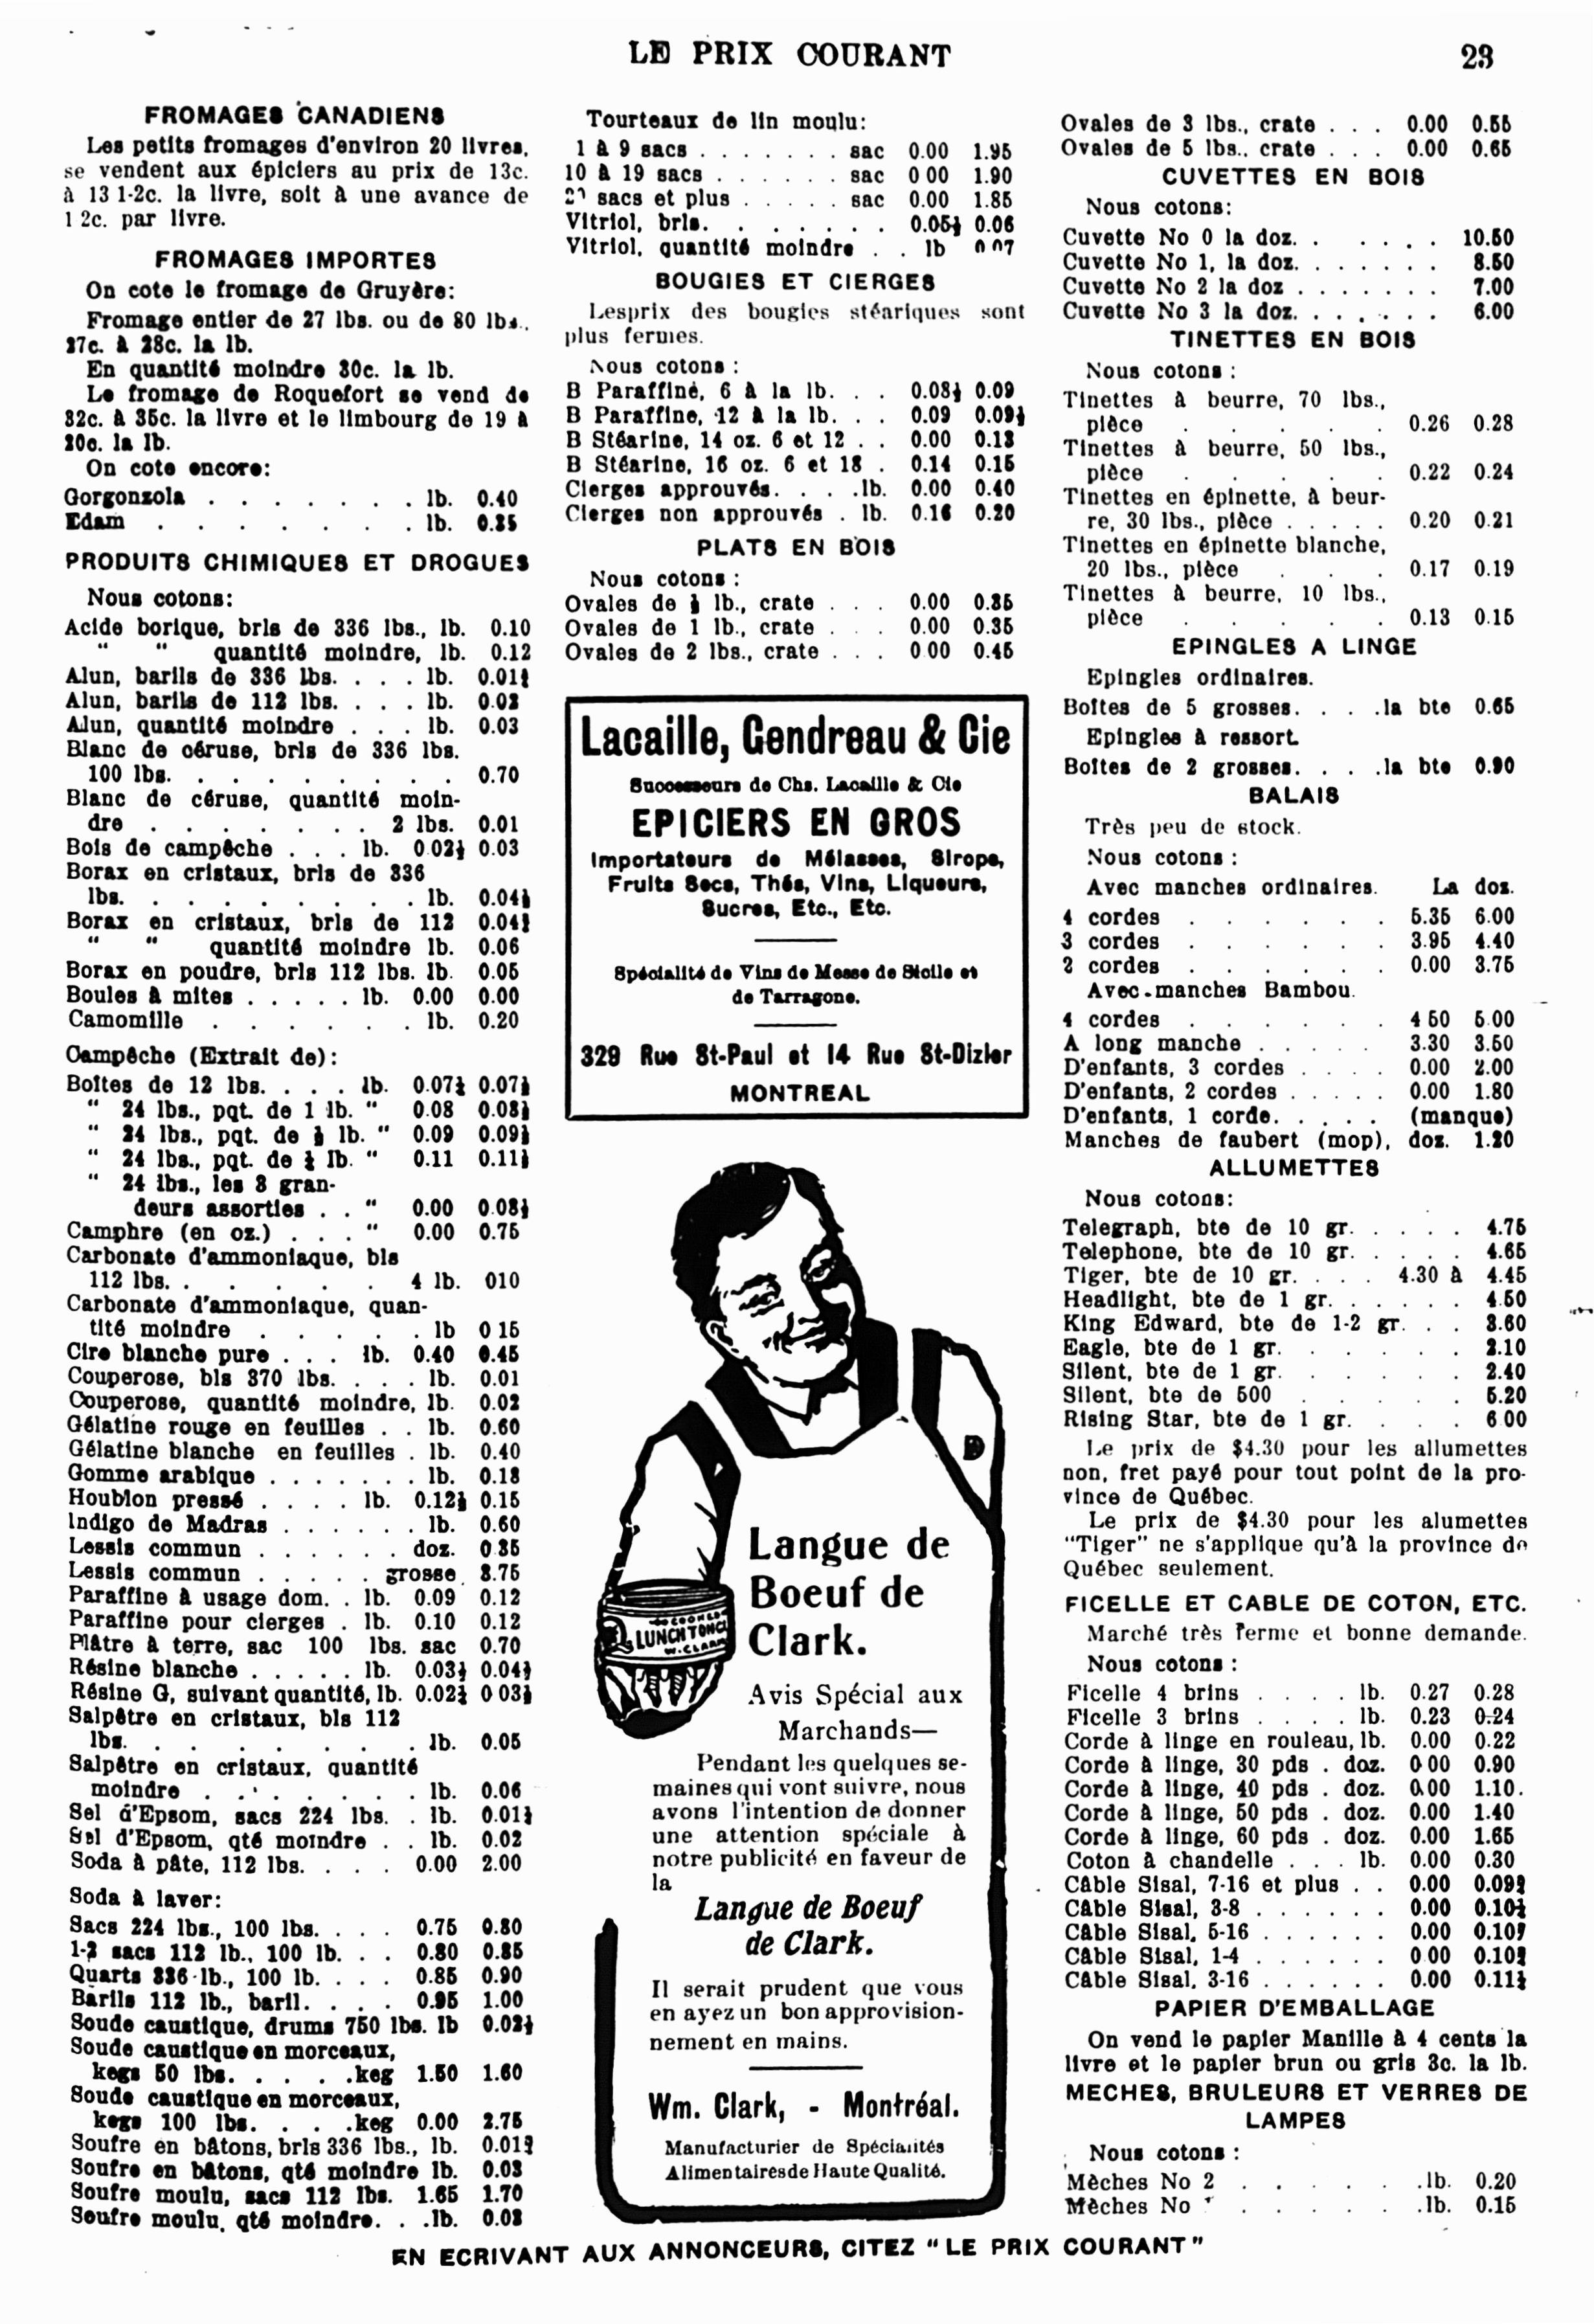 LE PRIX COURANT
23
FROMAGES CANADIENS
Les petits fromages d'environ 20 livres,
se vendent aux épiciers au prix de 13c.
à 13 1-2c. la livre, soit à une avance de
1 2c. par livre.
FROMAGES IMPORTES
On cote le fromage de Gruyère:
Fromage entier de 27 lbs. ou de 80 lbs.,
27c. à 28c. la lb.
En quantité moindre 30c. la lb.
Le fromage de Roquefort se vend de
32c. à 35c. la livre et le limbourg de 19 à
20c. la lb.
On cote encore:
Gorgonzola . . . . . . . lb. 0.40
Edam . . . . . . . lb. 0.25
PRODUITS CHIMIQUES ET DROGUES
Nous cotons:
Acide borique, brls de 336 lbs., lb. 0.10
" " quantité moindre, lb. 0.12
Alun, barils de 336 lbs. . . . lb.
Alun, barils de 112 lbs. . . . lb. 0.02
Alun, quantité moindre . . . lb. 0.03
Blanc de céruse, brls de 336 lbs.
100 lbs. . . . . . . . . 0.70
Blanc de céruse, quantité moin-
dre . . . . . . . 2 lbs. 0.01
Bois de campêche . . . lb. 0.02½ 0.03
Borax en cristaux, brls de 336
lbs. . . . . . . . . lb.
Borax en cristaux, brls de 112
" " quantité moindre lb. 0.06
Borax en poudre, brls 112 lbs. lb. 0.05
Boules à mites . . . . . lb. 0.00 0.00
Camomille . . . . . . lb. 0.20
Campêche (Extrait de):
Boîtes de 12 lbs. . . . lb.
" 24 lbs., pqt. de 1 lb. " 0.08 0.08½
" 24 lbs., pqt. de ½ lb. " 0.09 0.09½
" 24 lbs., pqt. de ¼ lb. " 0.11 0.11½
" 24 lbs., les 3 gran-
deurs assorties . . " 0.00 0.08½
Camphre (en oz.) . . . " 0.00 0.75
Carbonate d'ammoniaque, bls
112 lbs. . . . . . . 4 lb. 010
Carbonate d'ammoniaque, quan-
tité moindre . . . . . lb 0 15
Cire blanche pure . . . lb. 0.40 0.45
Couperose, bls 370 lbs. . . . lb. 0.01
Couperose, quantité moindre, lb. 0.02
Gélatine rouge en feuilles . . lb. 0.60
Gélatine blanche en feuilles . lb. 0.40
Gomme arabique . . . . . . . lb. 0.18
Houblon pressé . . . . lb. 0.12½ 0.15
Indigo de Madras . . . . . . lb. 0.60
Lessis commun . . . . . . doz. 0 35
Lessis commun . . . . . grosse 3.75
Paraffine à usage dom. . lb. 0.09 0.12
Paraffine pour cierges . lb. 0.10 0.12
Plâtre à terre, sac 100 lbs. sac 0.70
Résine blanche . . . . . lb.
Résine G, suivant quantité, lb.
Salpêtre en cristaux, bls 112
lbs. . . . . . . . . lb. 0.05
Salpêtre en cristaux, quantité
moindre . . . . . . . lb. 0.06
Sel d'Epsom, sacs 224 lbs. . lb. 0.01½
Sel d'Epsom, qté moindre . . lb. 0.02
Soda à pâte, 112 lbs. . . . 0.00 2.00
Soda à laver:
Sacs 224 lbs., 100 lbs. . . . 0.75 0.80
1-2 sacs 112 lb., 100 lb. . . 0.80 0.85
Quarts 336 lb., 100 lb. . . . 0.85 0.90
Barils 112 lb., baril. . . . 0.95 1.00
Soude caustique, drums 750 lbs. lb 0.02½
Soude caustique en morceaux,
kegs 50 lbs. . . . . .keg 1.50 1.60
Soude caustique en morceaux,
kegs 100 lbs. . . . .keg 0.00 2.75
Soufre en bâtons, brls 336 lbs., lb. 0.01¾
Soufre en bâtons, qté moindre lb. 0.02
Soufre moulu, sacs 112 lbs. 1.65 1.70
Soufre moulu, qté moindre. . .lb. 0.02
Tourteaux de lin moulu:
1 à 9 sacs . . . . . . . sac 0.00 1.95
10 à 19 sacs . . . . . . sac 0 00 1.90
sacs et plus . . . . . sac 0.00 1.85
Vitriol, brls. . . . . . . . 0.05½ 0.06
Vitriol, quantité moindre . . lb 0 07
BOUGIES ET CIERGES
Lesprix des bougies stéariques sont
plus fermes.
Nous cotons:
B Paraffine, 6 à la lb. . . 0.08½ 0.09
B Paraffine, 12 à la lb. . . 0.09 0.09½
B Stéarine, 14 oz. 6 et 12 . . 0.00 0.13
B Stéarine, 16 oz. 6 et 18 . 0.14 0.15
Cierges approuvés. . . .lb. 0.00 0.40
Cierges non approuvés . lb. 0.16 0.20
PLATS EN BOIS
Nous cotons:
Ovales de ½ lb., crate . . . 0.00 0.35
Ovales de 1 lb., crate . . . 0.00 0.35
Ovales de 2 lbs., crate . . . 0 00 0.45
Lacaille, Gendreau & Cie
Successeurs de Chs. Lacaille & Cie
EPICIERS EN GROS
Importateurs de Mélasses, Sirops,
Fruits Secs, Thés, Vins, Liqueurs,
Sucres, Etc., Etc.
Spécialité de Vins de Messe de Sicile et
de Tarragone.
329 Rue St-Paul et 14 Rue St-Dizier
MONTREAL
COOKED
LUNCH TONGUE
W. CLARK
Langue de
Boeuf de
Clark.
Avis Spécial aux
Marchands—
Pendant les quelques se-
maines qui vont suivre, nous
avons l'intention de donner
une attention spéciale à
notre publicité en faveur de
la
Langue de Boeuf
de Clark.
Il serait prudent que vous
en ayez un bon approvision-
nement en mains.
Wm. Clark, - Montréal.
Manufacturier de Spécialités
Alimentaires de Haute Qualité.
Ovales de 3 lbs., crate . . . 0.00 0.55
Ovales de 5 lbs., crate . . . 0.00 0.65
CUVETTES EN BOIS
Nous cotons:
Cuvette No 0 la doz. . . . . . 10.50
Cuvette No 1, la doz. . . . . . . 8.50
Cuvette No 2 la doz . . . . . . . 7.00
Cuvette No 3 la doz. . . . . . . 6.00
TINETTES EN BOIS
Nous cotons:
Tinettes à beurre, 70 lbs.,
pièce . . . . . 0.26 0.28
Tinettes à beurre, 50 lbs.,
pièce . . . . . 0.22 0.24
Tinettes en épinette, à beur-
re, 30 lbs., pièce . . . . . 0.20 0.21
Tinettes en épinette blanche,
20 lbs., pièce . . . 0.17 0.19
Tinettes à beurre, 10 lbs.,
pièce . . . . . 0.13 0.15
EPINGLES A LINGE
Epingles ordinaires.
Boîtes de 5 grosses. . . .la bte 0.65
Epingles à ressort.
Boîtes de 2 grosses. . . .la bte 0.90
BALAIS
Très peu de stock.
Nous cotons:
Avec manches ordinaires. La doz.
4 cordes . . . . . . 5.35 6.00
3 cordes . . . . . . 3.95 4.40
2 cordes . . . . . . 0.00 3.75
Avec-manches Bambou.
4 cordes . . . . . . 4 50 5.00
A long manche . . . . . 3.30 3.50
D'enfants, 3 cordes . . . . 0.00 2.00
D'enfants, 2 cordes . . . . . 0.00 1.80
D'enfants, 1 corde. . . . . (manque)
Manches de faubert (mop), doz. 1.20
ALLUMETTES
Nous cotons:
Telegraph, bte de 10 gr. . . . . 4.75
Telephone, bte de 10 gr. . . . . 4.65
Tiger, bte de 10 gr. . . . 4.30 à 4.45
Headlight, bte de 1 gr. . . . . . 4.50
King Edward, bte de 1-2 gr. . . 3.60
Eagle, bte de 1 gr. . . . . . 2.10
Silent, bte de 1 gr. . . . . . 2.40
Silent, bte de 500 . . . . . 5.20
Rising Star, bte de 1 gr. . . . 6 00
Le prix de $4.30 pour les allumettes
non, fret payé pour tout point de la pro-
vince de Québec.
Le prix de $4.30 pour les alumettes
"Tiger" ne s'applique qu'à la province de
Québec seulement.
FICELLE ET CABLE DE COTON, ETC.
Marché très ferme et bonne demande.
Nous cotons:
Ficelle 4 brins . . . . lb. 0.27 0.28
Ficelle 3 brins . . . . lb. 0.23 0.24
Corde à linge en rouleau, lb. 0.00 0.22
Corde à linge, 30 pds . doz. 0 00 0.90
Corde à linge, 40 pds . doz. 0.00 1.10.
Corde à linge, 50 pds . doz. 0.00 1.40
Corde à linge, 60 pds . doz. 0.00 1.65
Coton à chandelle . . . lb. 0.00 0.30
Câble Sisal, 7-16 et plus . . 0.00
Câble Sisal, 3-8 . . . . . . 0.00
Câble Sisal, 5-16 . . . . . . 0.00
Câble Sisal, 1-4 . . . . . . 0 00
Câble Sisal, 3-16 . . . . . . 0.00
PAPIER D'EMBALLAGE
On vend le papier Manille à 4 cents la
livre et le papier brun ou gris 3c. la lb.
MECHES, BRULEURS ET VERRES DE
LAMPES
Nous cotons:
Mèches No 2 . . . . . .lb. 0.20
Mèches No . . . . . .lb. 0.15
EN ECRIVANT AUX ANNONCEURS, CITEZ "LE PRIX COURANT"